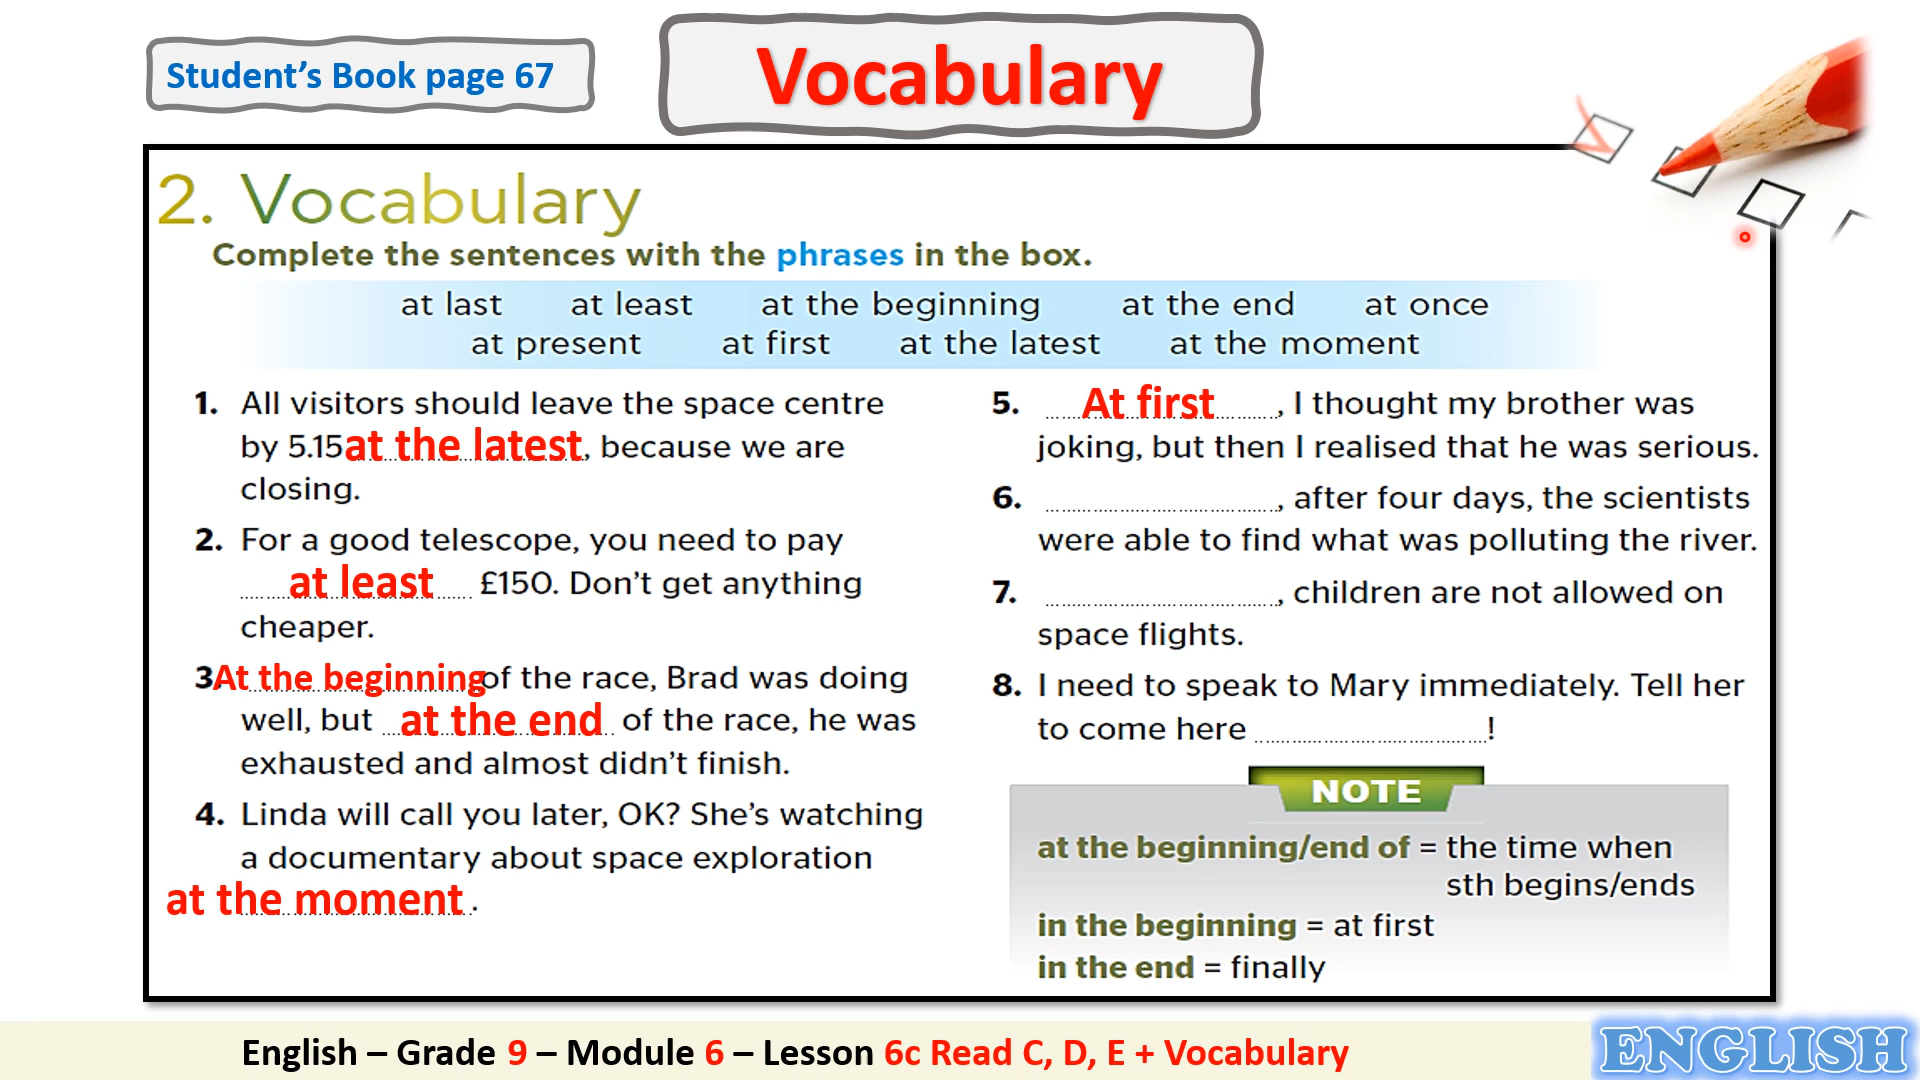 Student's Book page 67
Vocabulary
2. Vocabulary
Complete the sentences with the phrases in the box.
at last at least at the beginning at the end at once
at present at first at the latest at the moment
1. All visitors should leave the space centre
by 5.15 at the latest, because we are
closing.
2. For a good telescope, you need to pay
at least £150. Don't get anything
cheaper.
3 At the beginning of the race, Brad was doing
well, but at the end of the race, he was
exhausted and almost didn't finish.
4. Linda will call you later, OK? She's watching
a documentary about space exploration
at the moment.
5. At first, I thought my brother was
joking, but then I realised that he was serious.
6. ........................, after four days, the scientists
were able to find what was polluting the river.
7. ........................, children are not allowed on
space flights.
8. I need to speak to Mary immediately. Tell her
to come here ........................!
NOTE
at the beginning/end of = the time when
sth begins/ends
in the beginning = at first
in the end = finally
English – Grade 9 – Module 6 – Lesson 6c Read C, D, E + Vocabulary
ENGLISH